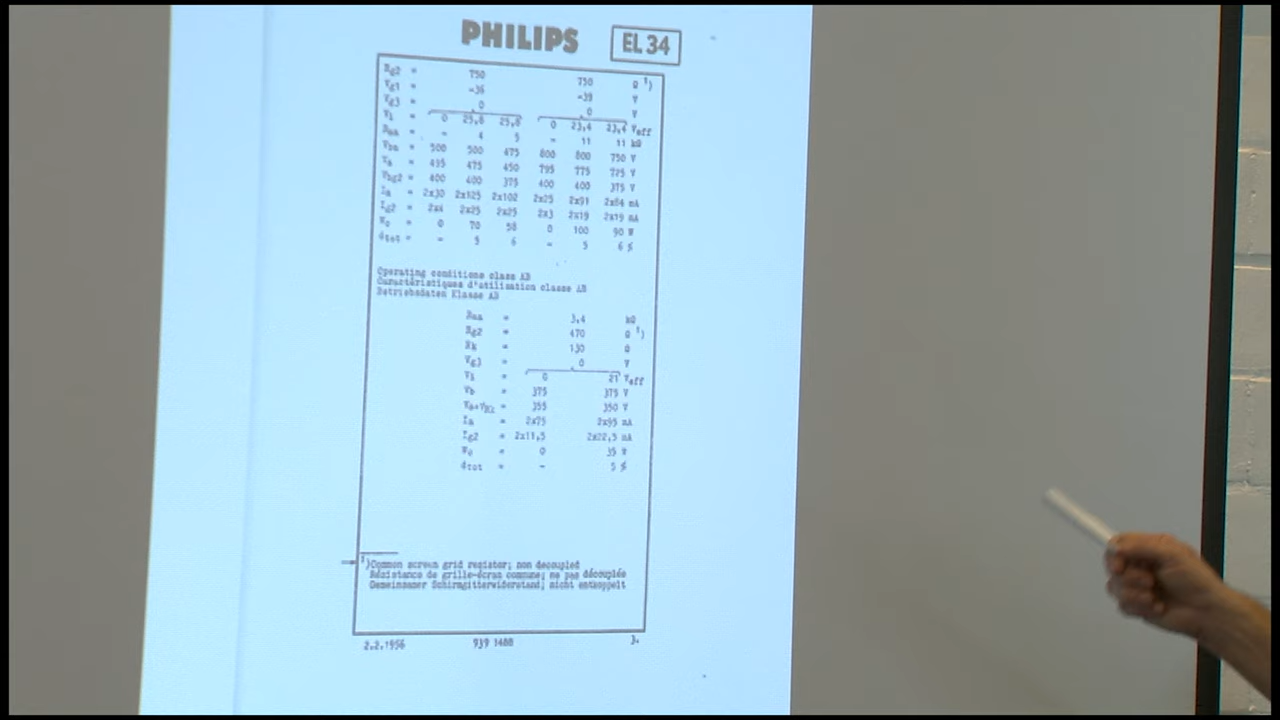 PHILIPS EL 34
Rg2 = 750 750 Ω 1)
Vg1 = -36 -39 V
Vg3 = 0 0 V
Vi = 0 25,8 25,8 0 23,4 23,4 Veff
Raa = - 4 5 - 11 11 kΩ
Vba = 500 500 475 800 800 750 V
Va = 495 475 450 795 775 725 V
Vbg2 = 400 400 375 400 400 375 V
Ia = 2x30 2x125 2x102 2x25 2x91 2x84 mA
Ig2 = 2x4 2x25 2x25 2x3 2x19 2x19 mA
Wo = 0 70 58 0 100 90 W
dtot = - 5 6 - 5 6 %
Operating conditions class AB
Caractéristiques d'utilisation classe AB
Betriebsdaten Klasse AB
Raa = 3,4 kΩ
Rg2 = 470 Ω 1)
Rk = 130 Ω
Vg3 = 0 V
Vi = 0 21 Veff
Vb = 375 375 V
Va+VRk = 355 350 V
Ia = 2x75 2x95 mA
Ig2 = 2x11,5 2x22,5 mA
Wo = 0 35 W
dtot = - 5 %
1)Common screen grid resistor; non decoupled
Résistance de grille-écran commune; ne pas découplée
Gemeinsamer Schirmgitterwiderstand; nicht entkoppelt
2.2.1956 939 1488 3.